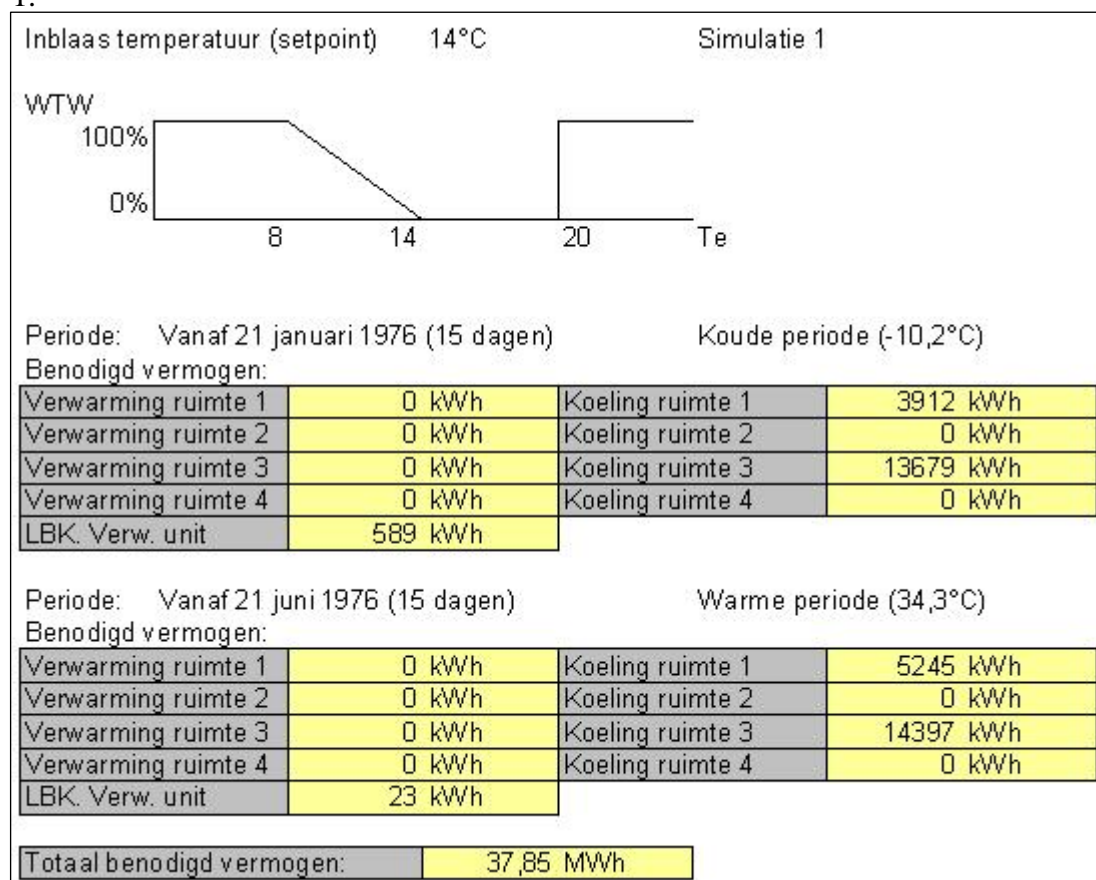 1.
Inblaas temperatuur (setpoint) 14°C Simulatie 1
WTW
100%
0%
8 14 20 Te
Periode: Vanaf 21 januari 1976 (15 dagen) Koude periode (-10,2°C)
Benodigd vermogen:
Verwarming ruimte 1 0 kWh Koeling ruimte 1 3912 kWh
Verwarming ruimte 2 0 kWh Koeling ruimte 2 0 kWh
Verwarming ruimte 3 0 kWh Koeling ruimte 3 13679 kWh
Verwarming ruimte 4 0 kWh Koeling ruimte 4 0 kWh
LBK. Verw. unit 589 kWh
Periode: Vanaf 21 juni 1976 (15 dagen) Warme periode (34,3°C)
Benodigd vermogen:
Verwarming ruimte 1 0 kWh Koeling ruimte 1 5245 kWh
Verwarming ruimte 2 0 kWh Koeling ruimte 2 0 kWh
Verwarming ruimte 3 0 kWh Koeling ruimte 3 14397 kWh
Verwarming ruimte 4 0 kWh Koeling ruimte 4 0 kWh
LBK. Verw. unit 23 kWh
Totaal benodigd vermogen: 37,85 MWh